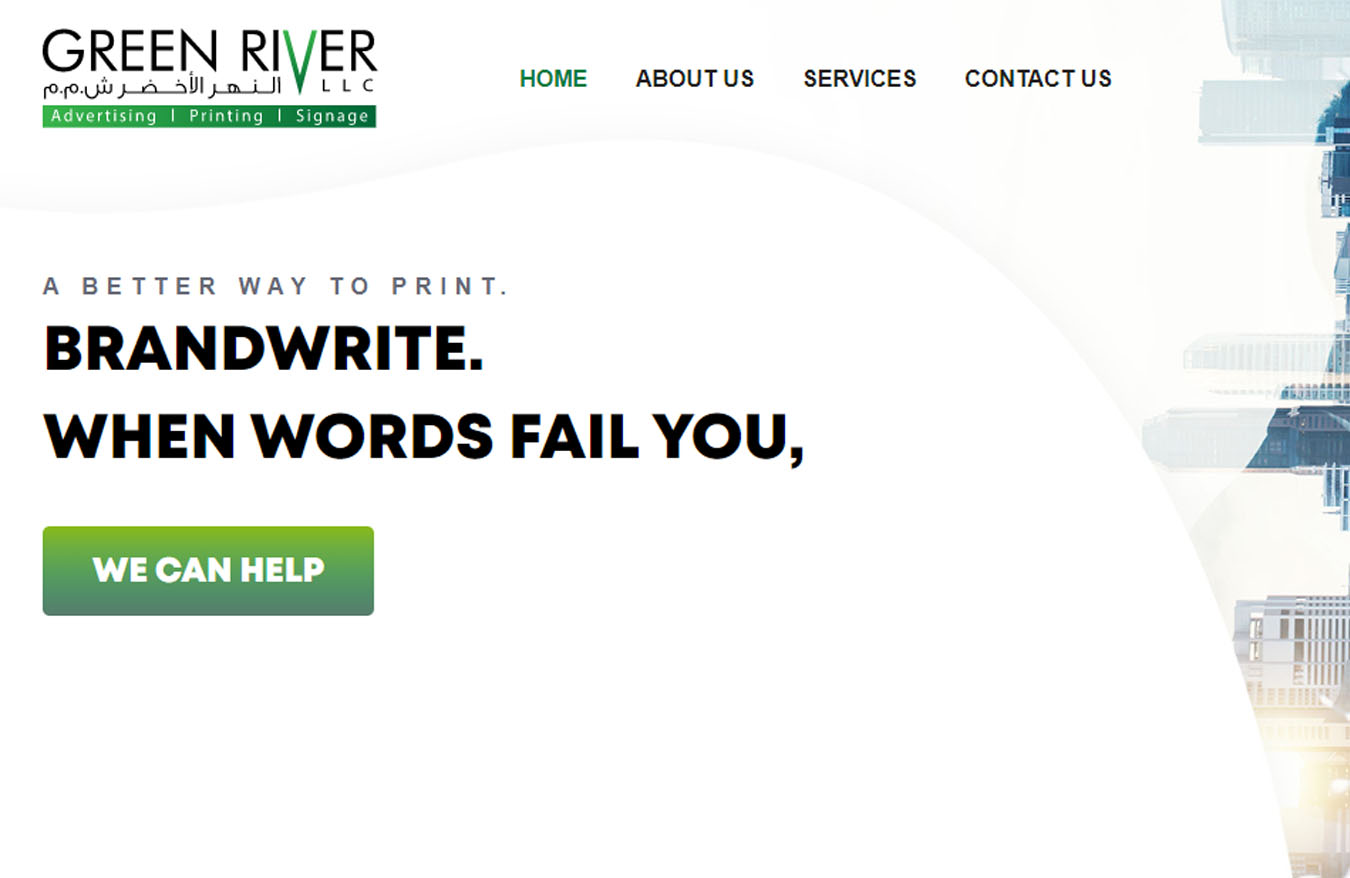 GREEN RIVER
النهر الأخضر ش.م.م LLC
Advertising | Printing | Signage
HOME ABOUT US SERVICES CONTACT US
A BETTER WAY TO PRINT.
BRANDWRITE.
WHEN WORDS FAIL YOU,
WE CAN HELP